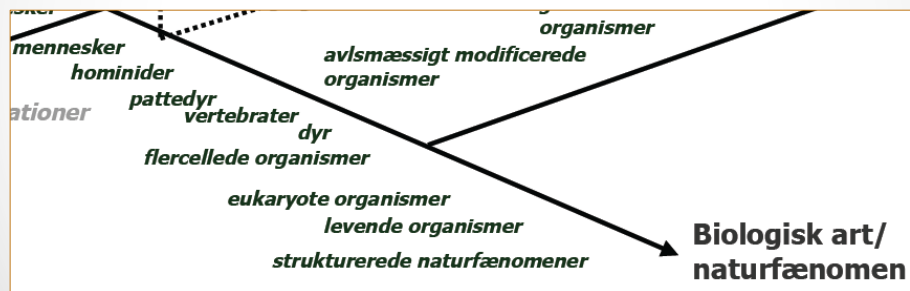 organismer
mennesker
avlsmæssigt modificerede
hominider
organismer
pattedyr
ationer
vertebrater
dyr
flercellede organismer
eukaryote organismer
levende organismer
Biologisk art/
strukturerede naturfænomener
naturfænomen